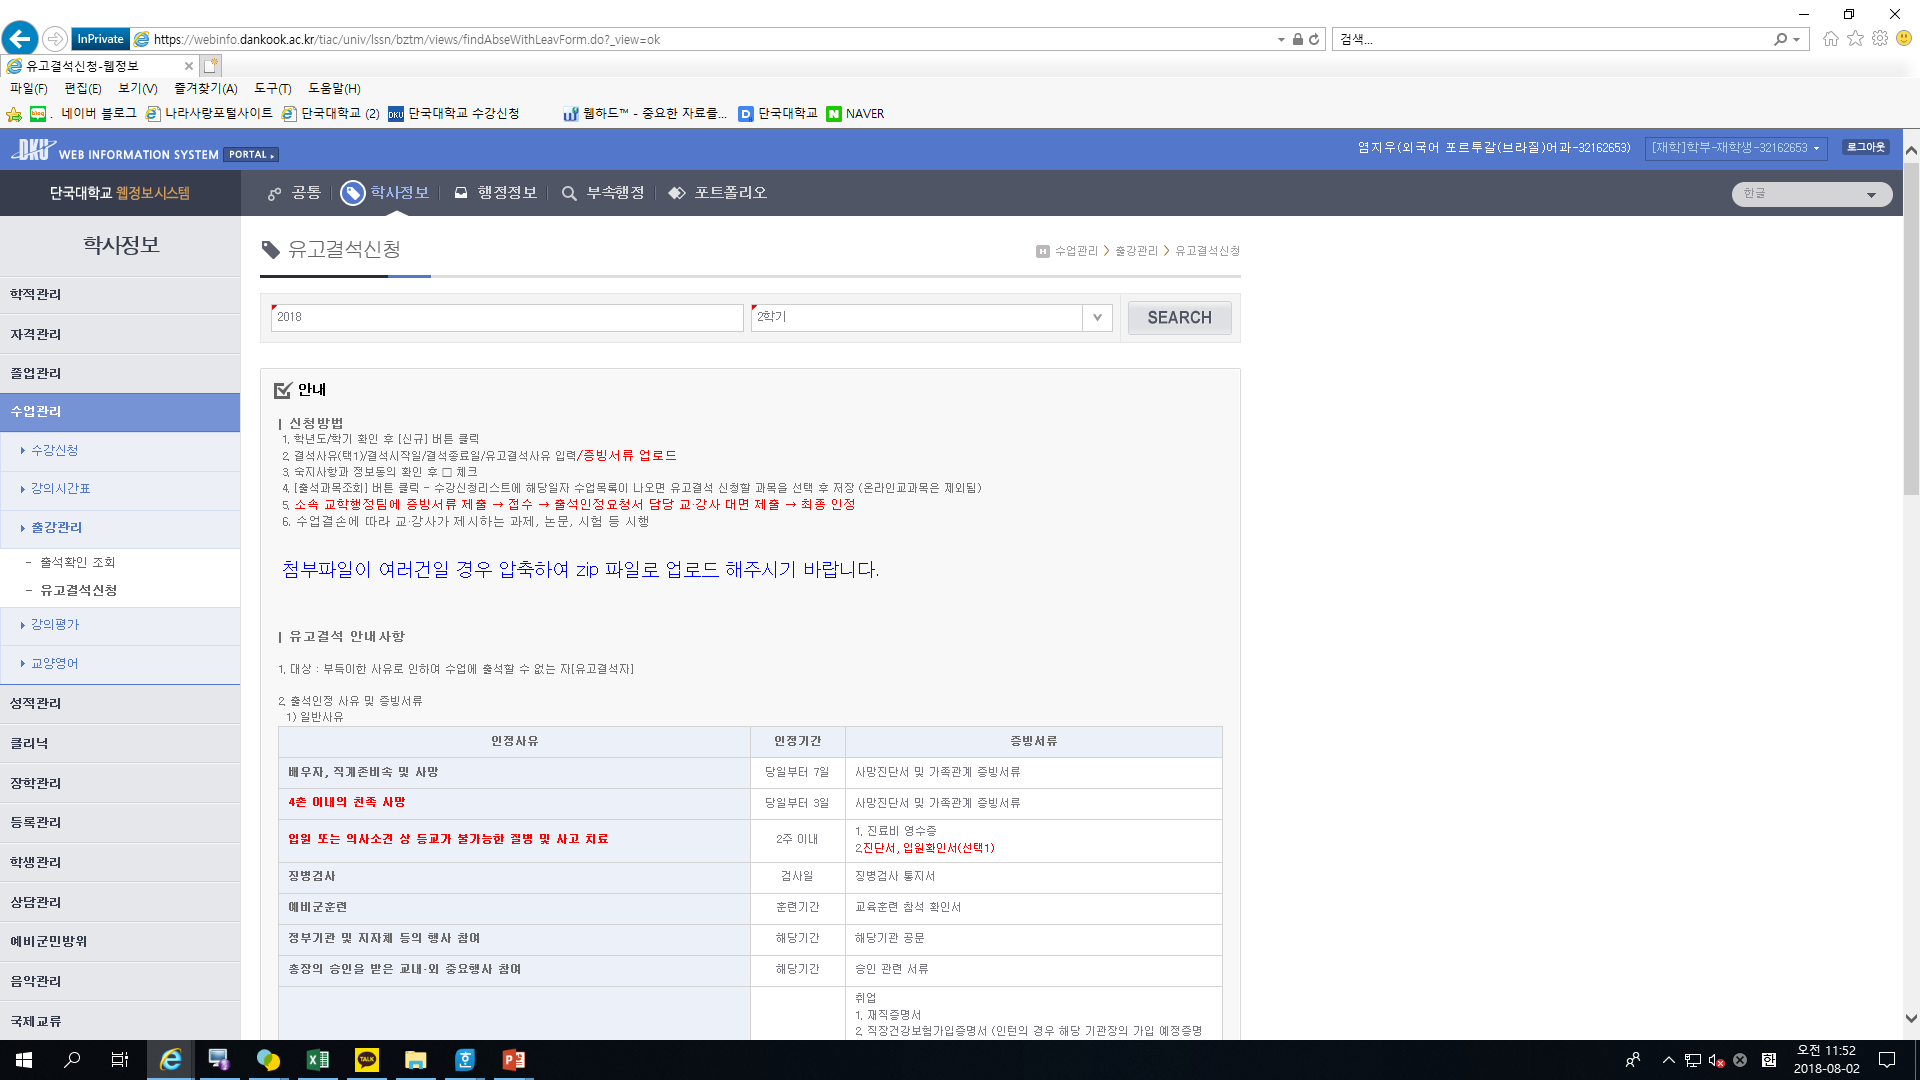 InPrivate https://webinfo.dankook.ac.kr/tiac/univ/lssn/bztm/views/findAbseWithLeavForm.do?_view=ok 검색...
유고결석신청-웹정보
파일(F) 편집(E) 보기(V) 즐겨찾기(A) 도구(T) 도움말(H)
. 네이버 블로그 나라사랑포털사이트 단국대학교 (2) DKU 단국대학교 수강신청 웹하드™ - 중요한 자료를... 단국대학교 NAVER
DKU WEB INFORMATION SYSTEM PORTAL 염지우(외국어 포르투갈(브라질)어과-32162653) [재학]학부-재학생-32162653 로그아웃
단국대학교 웹정보시스템 공통 학사정보 행정정보 부속행정 포트폴리오 한글
학사정보
학적관리
자격관리
졸업관리
수업관리
수강신청
강의시간표
출강관리
- 출석확인 조회
- 유고결석신청
강의평가
교양영어
성적관리
클리닉
장학관리
등록관리
학생관리
상담관리
예비군민방위
음악관리
국제교류
유고결석신청
H 수업관리 > 출강관리 > 유고결석신청
2018 2학기 SEARCH
안내
| 신청방법
1. 학년도/학기 확인 후 [신규] 버튼 클릭
2. 결석사유(택1)/결석시작일/결석종료일/유고결석사유 입력/증빙서류 업로드
3. 숙지사항과 정보동의 확인 후 □ 체크
4. [출석과목조회] 버튼 클릭 - 수강신청리스트에 해당일자 수업목록이 나오면 유고결석 신청할 과목을 선택 후 저장 (온라인교과목은 제외됨)
5. 소속 교학행정팀에 증빙서류 제출 → 접수 → 출석인정요청서 담당 교·강사 대면 제출 → 최종 인정
6. 수업결손에 따라 교·강사가 제시하는 과제, 논문, 시험 등 시행
첨부파일이 여러건일 경우 압축하여 zip 파일로 업로드 해주시기 바랍니다.
| 유고결석 안내사항
1. 대상 : 부득이한 사유로 인하여 수업에 출석할 수 없는 자[유고결석자]
2. 출석인정 사유 및 증빙서류
1) 일반사유
인정사유 인정기간 증빙서류
배우자, 직계존비속 및 사망 당일부터 7일 사망진단서 및 가족관계 증빙서류
4촌 이내의 친족 사망 당일부터 3일 사망진단서 및 가족관계 증빙서류
입원 또는 의사소견 상 등교가 불가능한 질병 및 사고 치료 2주 이내 1. 진료비 영수증
2.진단서, 입원확인서(선택1)
징병검사 검사일 징병검사 통지서
예비군훈련 훈련기간 교육훈련 참석 확인서
정부기관 및 지자체 등의 행사 참여 해당기간 해당기관 공문
총장의 승인을 받은 교내·외 중요행사 참여 해당기간 승인 관련 서류
취업
1. 재직증명서
2. 직장건강보험가입증명서 (인턴의 경우 해당 기관장의 가입 예정증명
TALK 한 오전 11:52
2018-08-02